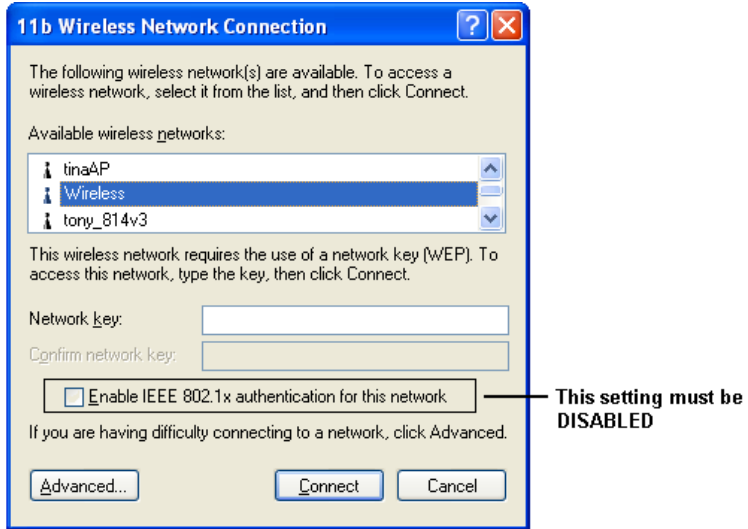 11b Wireless Network Connection
The following wireless network(s) are available. To access a
wireless network, select it from the list, and then click Connect.
Available wireless networks:
tinaAP
Wireless
tony_814v3
This wireless network requires the use of a network key (WEP). To
access this network, type the key, then click Connect.
Network key:
Confirm network key:
Enable IEEE 802.1x authentication for this network
This setting must be
DISABLED
If you are having difficulty connecting to a network, click Advanced.
Advanced...
Connect
Cancel